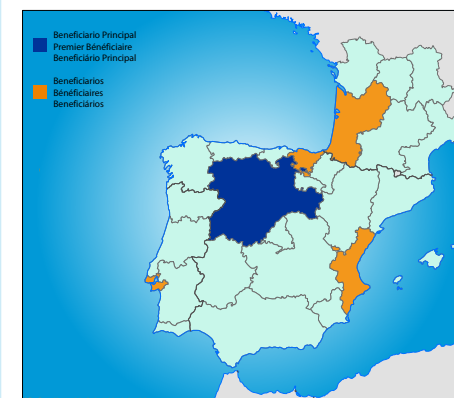 Beneficiario Principal
Premier Bénéficiaire
Beneficiário Principal
Beneficiarios
Bénéficiaires
Beneficiários